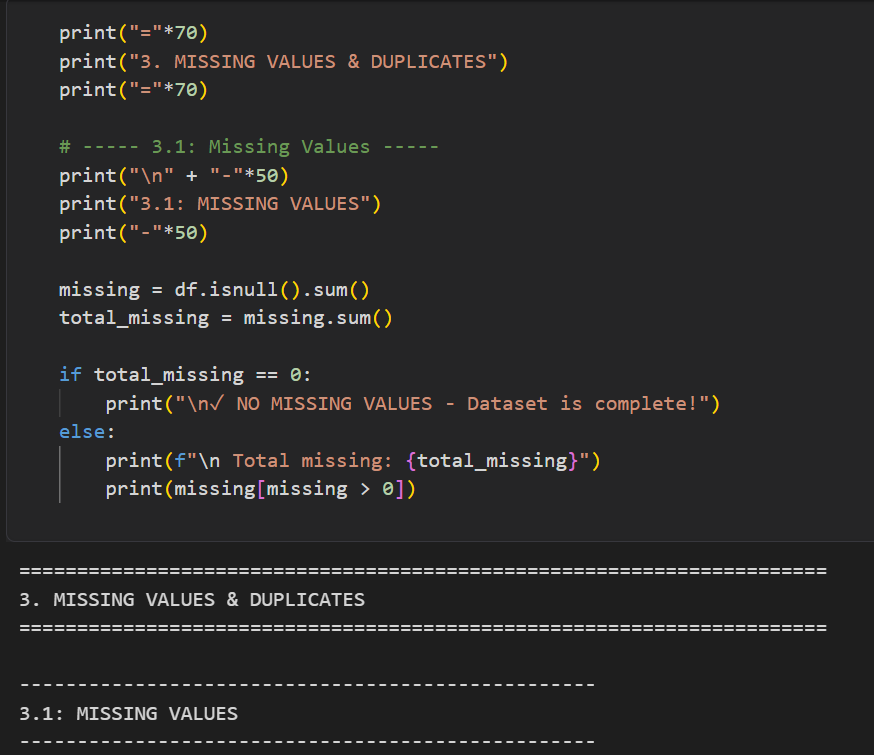 print("="*70)
print("3. MISSING VALUES & DUPLICATES")
print("="*70)
# ----- 3.1: Missing Values -----
print("\n" + "-"*50)
print("3.1: MISSING VALUES")
print("-"*50)
missing = df.isnull().sum()
total_missing = missing.sum()
if total_missing == 0:
    print("\n✓ NO MISSING VALUES - Dataset is complete!")
else:
    print(f"\n Total missing: {total_missing}")
    print(missing[missing > 0])
======================================================================
3. MISSING VALUES & DUPLICATES
======================================================================
--------------------------------------------------
3.1: MISSING VALUES
--------------------------------------------------